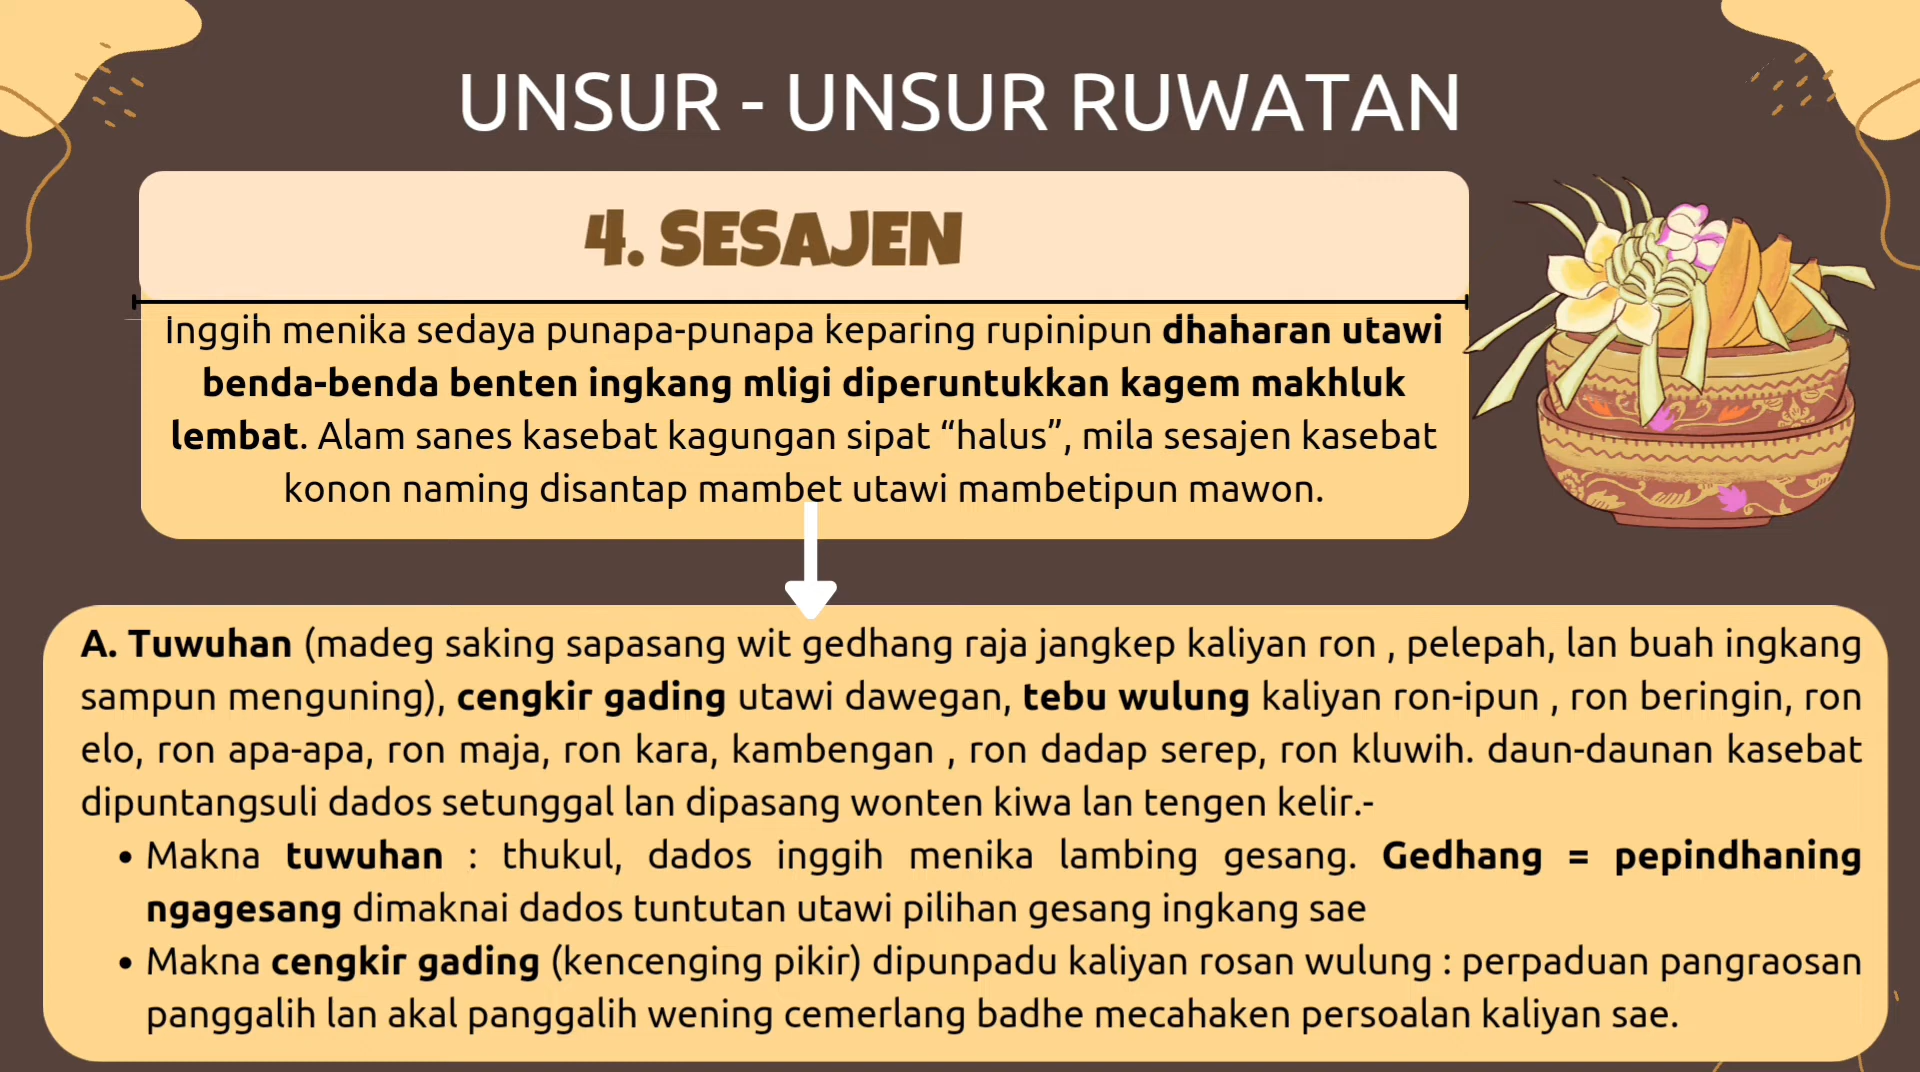 UNSUR - UNSUR RUWATAN
4. SESAJEN
Inggih menika sedaya punapa-punapa keparing rupinipun dhaharan utawi
benda-benda benten ingkang mligi diperuntukkan kagem makhluk
lembat. Alam sanes kasebat kagungan sipat “halus”, mila sesajen kasebat
konon naming disantap mambet utawi mambetipun mawon.
A. Tuwuhan (madeg saking sapasang wit gedhang raja jangkep kaliyan ron , pelepah, lan buah ingkang
sampun menguning), cengkir gading utawi dawegan, tebu wulung kaliyan ron-ipun , ron beringin, ron
elo, ron apa-apa, ron maja, ron kara, kambengan , ron dadap serep, ron kluwih. daun-daunan kasebat
dipuntangsuli dados setunggal lan dipasang wonten kiwa lan tengen kelir.-
• Makna tuwuhan : thukul, dados inggih menika lambing gesang. Gedhang = pepindhaning
ngagesang dimaknai dados tuntutan utawi pilihan gesang ingkang sae
• Makna cengkir gading (kencenging pikir) dipunpadu kaliyan rosan wulung : perpaduan pangraosan
panggalih lan akal panggalih wening cemerlang badhe mecahaken persoalan kaliyan sae.